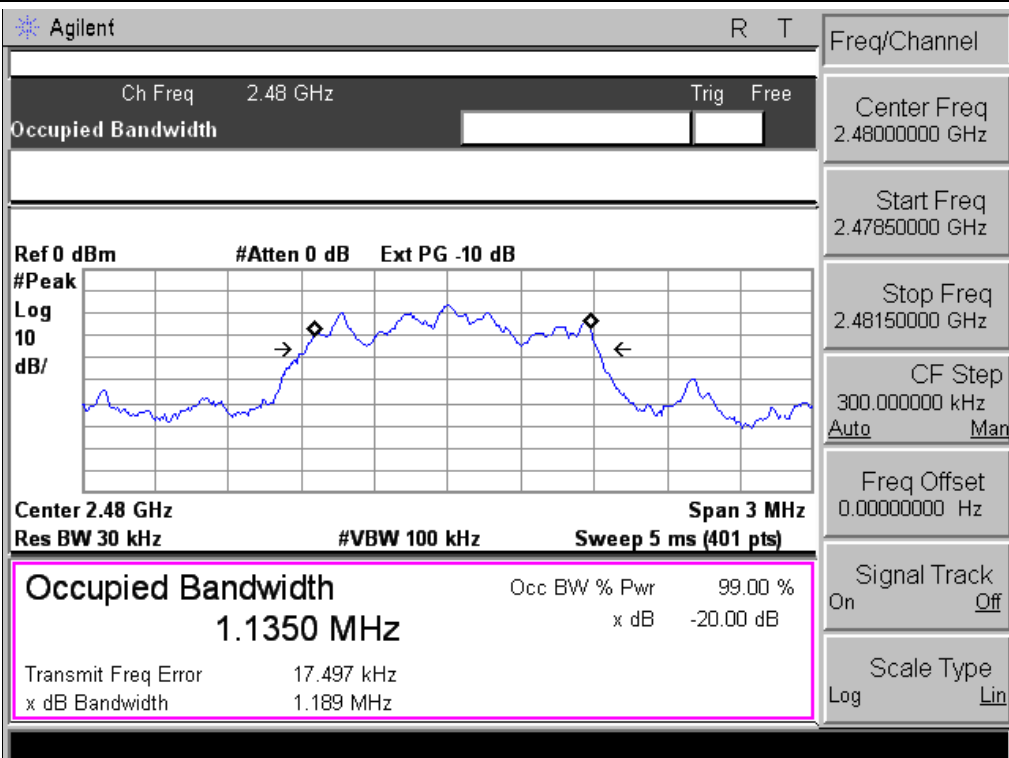 Agilent R T
Ch Freq 2.48 GHz Trig Free
Occupied Bandwidth
Ref 0 dBm #Atten 0 dB Ext PG -10 dB
#Peak
Log
10
dB/
Center 2.48 GHz Span 3 MHz
Res BW 30 kHz #VBW 100 kHz Sweep 5 ms (401 pts)
Occupied Bandwidth
1.1350 MHz
Occ BW % Pwr 99.00 %
x dB -20.00 dB
Transmit Freq Error 17.497 kHz
x dB Bandwidth 1.189 MHz
Freq/Channel
Center Freq
2.48000000 GHz
Start Freq
2.47850000 GHz
Stop Freq
2.48150000 GHz
CF Step
300.000000 kHz
Auto Man
Freq Offset
0.00000000 Hz
Signal Track
On Off
Scale Type
Log Lin